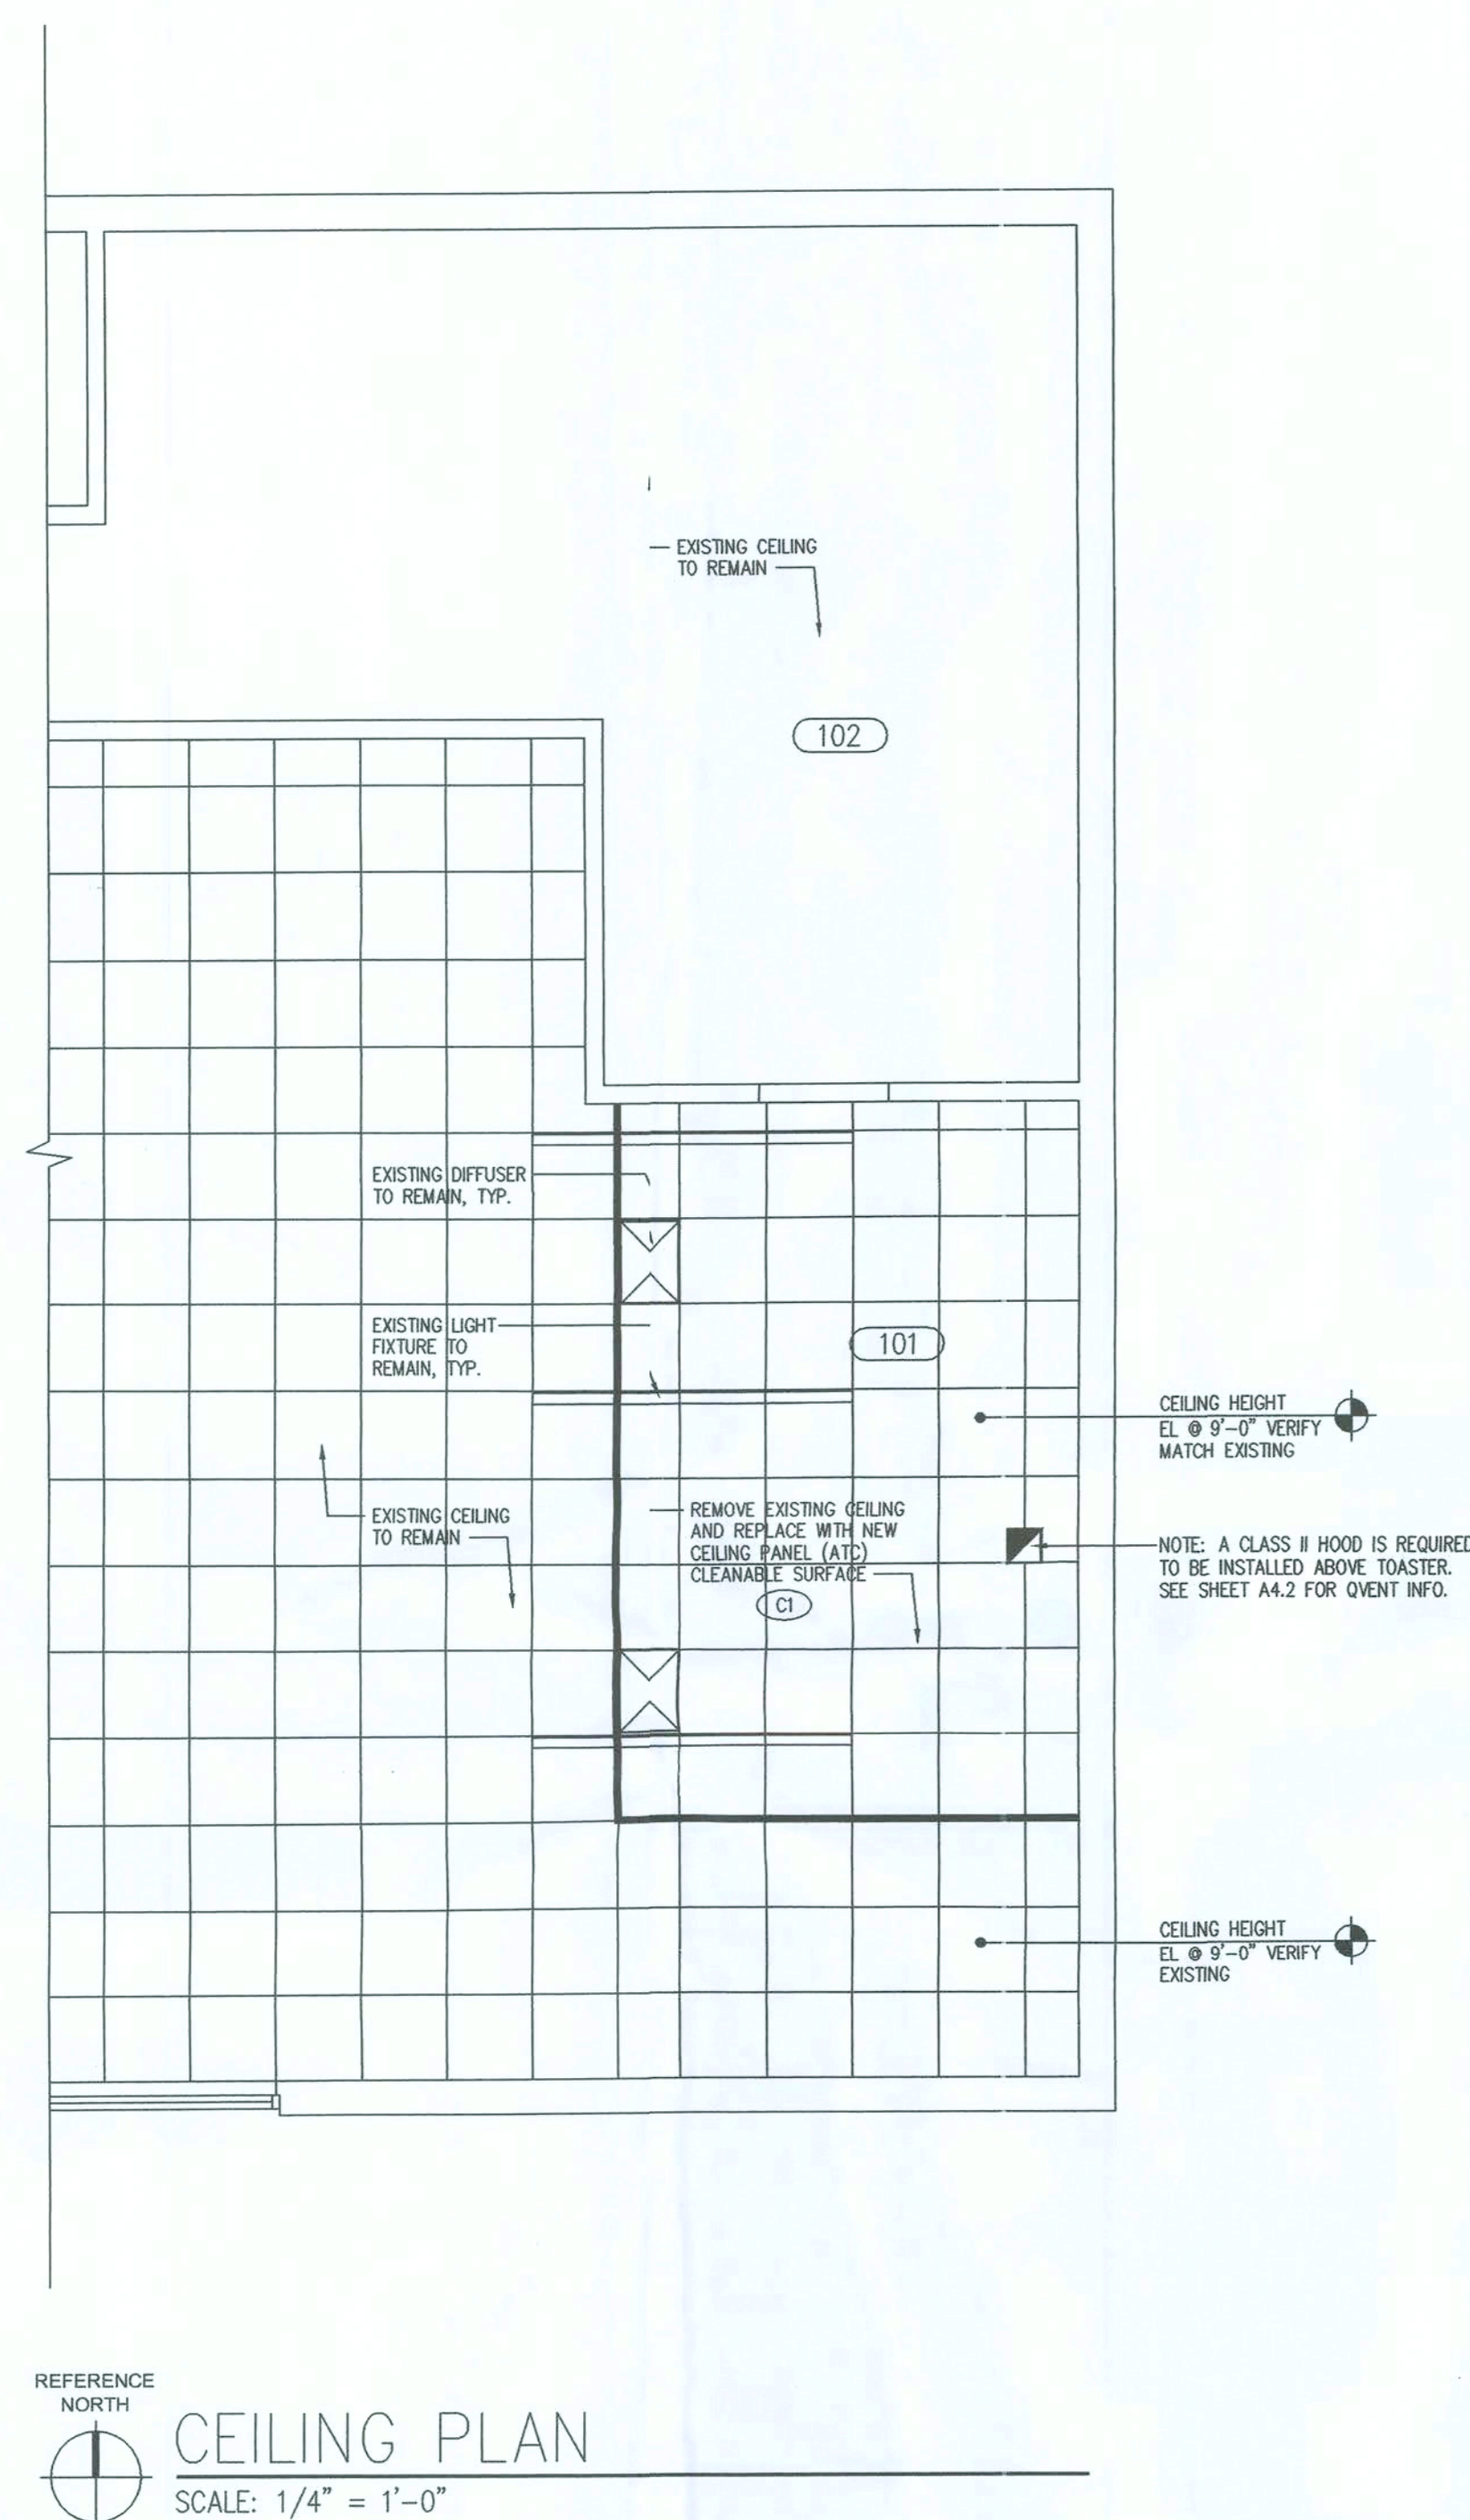 EXISTING CEILING
TO REMAIN
102
EXISTING DIFFUSER
TO REMAIN, TYP.
EXISTING LIGHT
FIXTURE TO
REMAIN, TYP.
101
CEILING HEIGHT
EL @ 9'-0" VERIFY
MATCH EXISTING
EXISTING CEILING
TO REMAIN
REMOVE EXISTING CEILING
AND REPLACE WITH NEW
CEILING PANEL (ATC)
CLEANABLE SURFACE
C1
NOTE: A CLASS II HOOD IS REQUIRED
TO BE INSTALLED ABOVE TOASTER.
SEE SHEET A4.2 FOR QVENT INFO.
CEILING HEIGHT
EL @ 9'-0" VERIFY
EXISTING
REFERENCE
NORTH
CEILING PLAN
SCALE: 1/4" = 1'-0"